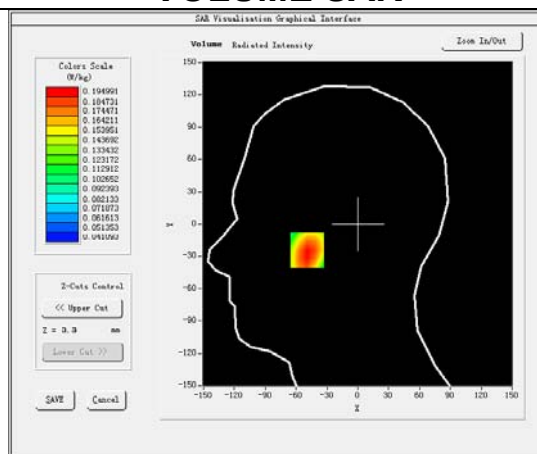 SAR Visualisation Graphical Interface
Volume Radiated Intensity
Zoom In/Out
Colors Scale
(W/kg)
0.194991
0.184731
0.174471
0.164211
0.153951
0.143692
0.133432
0.123172
0.112912
0.102652
0.092393
0.082133
0.071873
0.061613
0.051353
0.041093
Z-Cuts Control
<< Upper Cut
Z = 3.3 mm
Lower Cut >>
SAVE
Cancel
150
120
90
60
30
0
-30
-60
-90
-120
-150
Y
-150 -120 -90 -60 -30 0 30 60 90 120 150
X